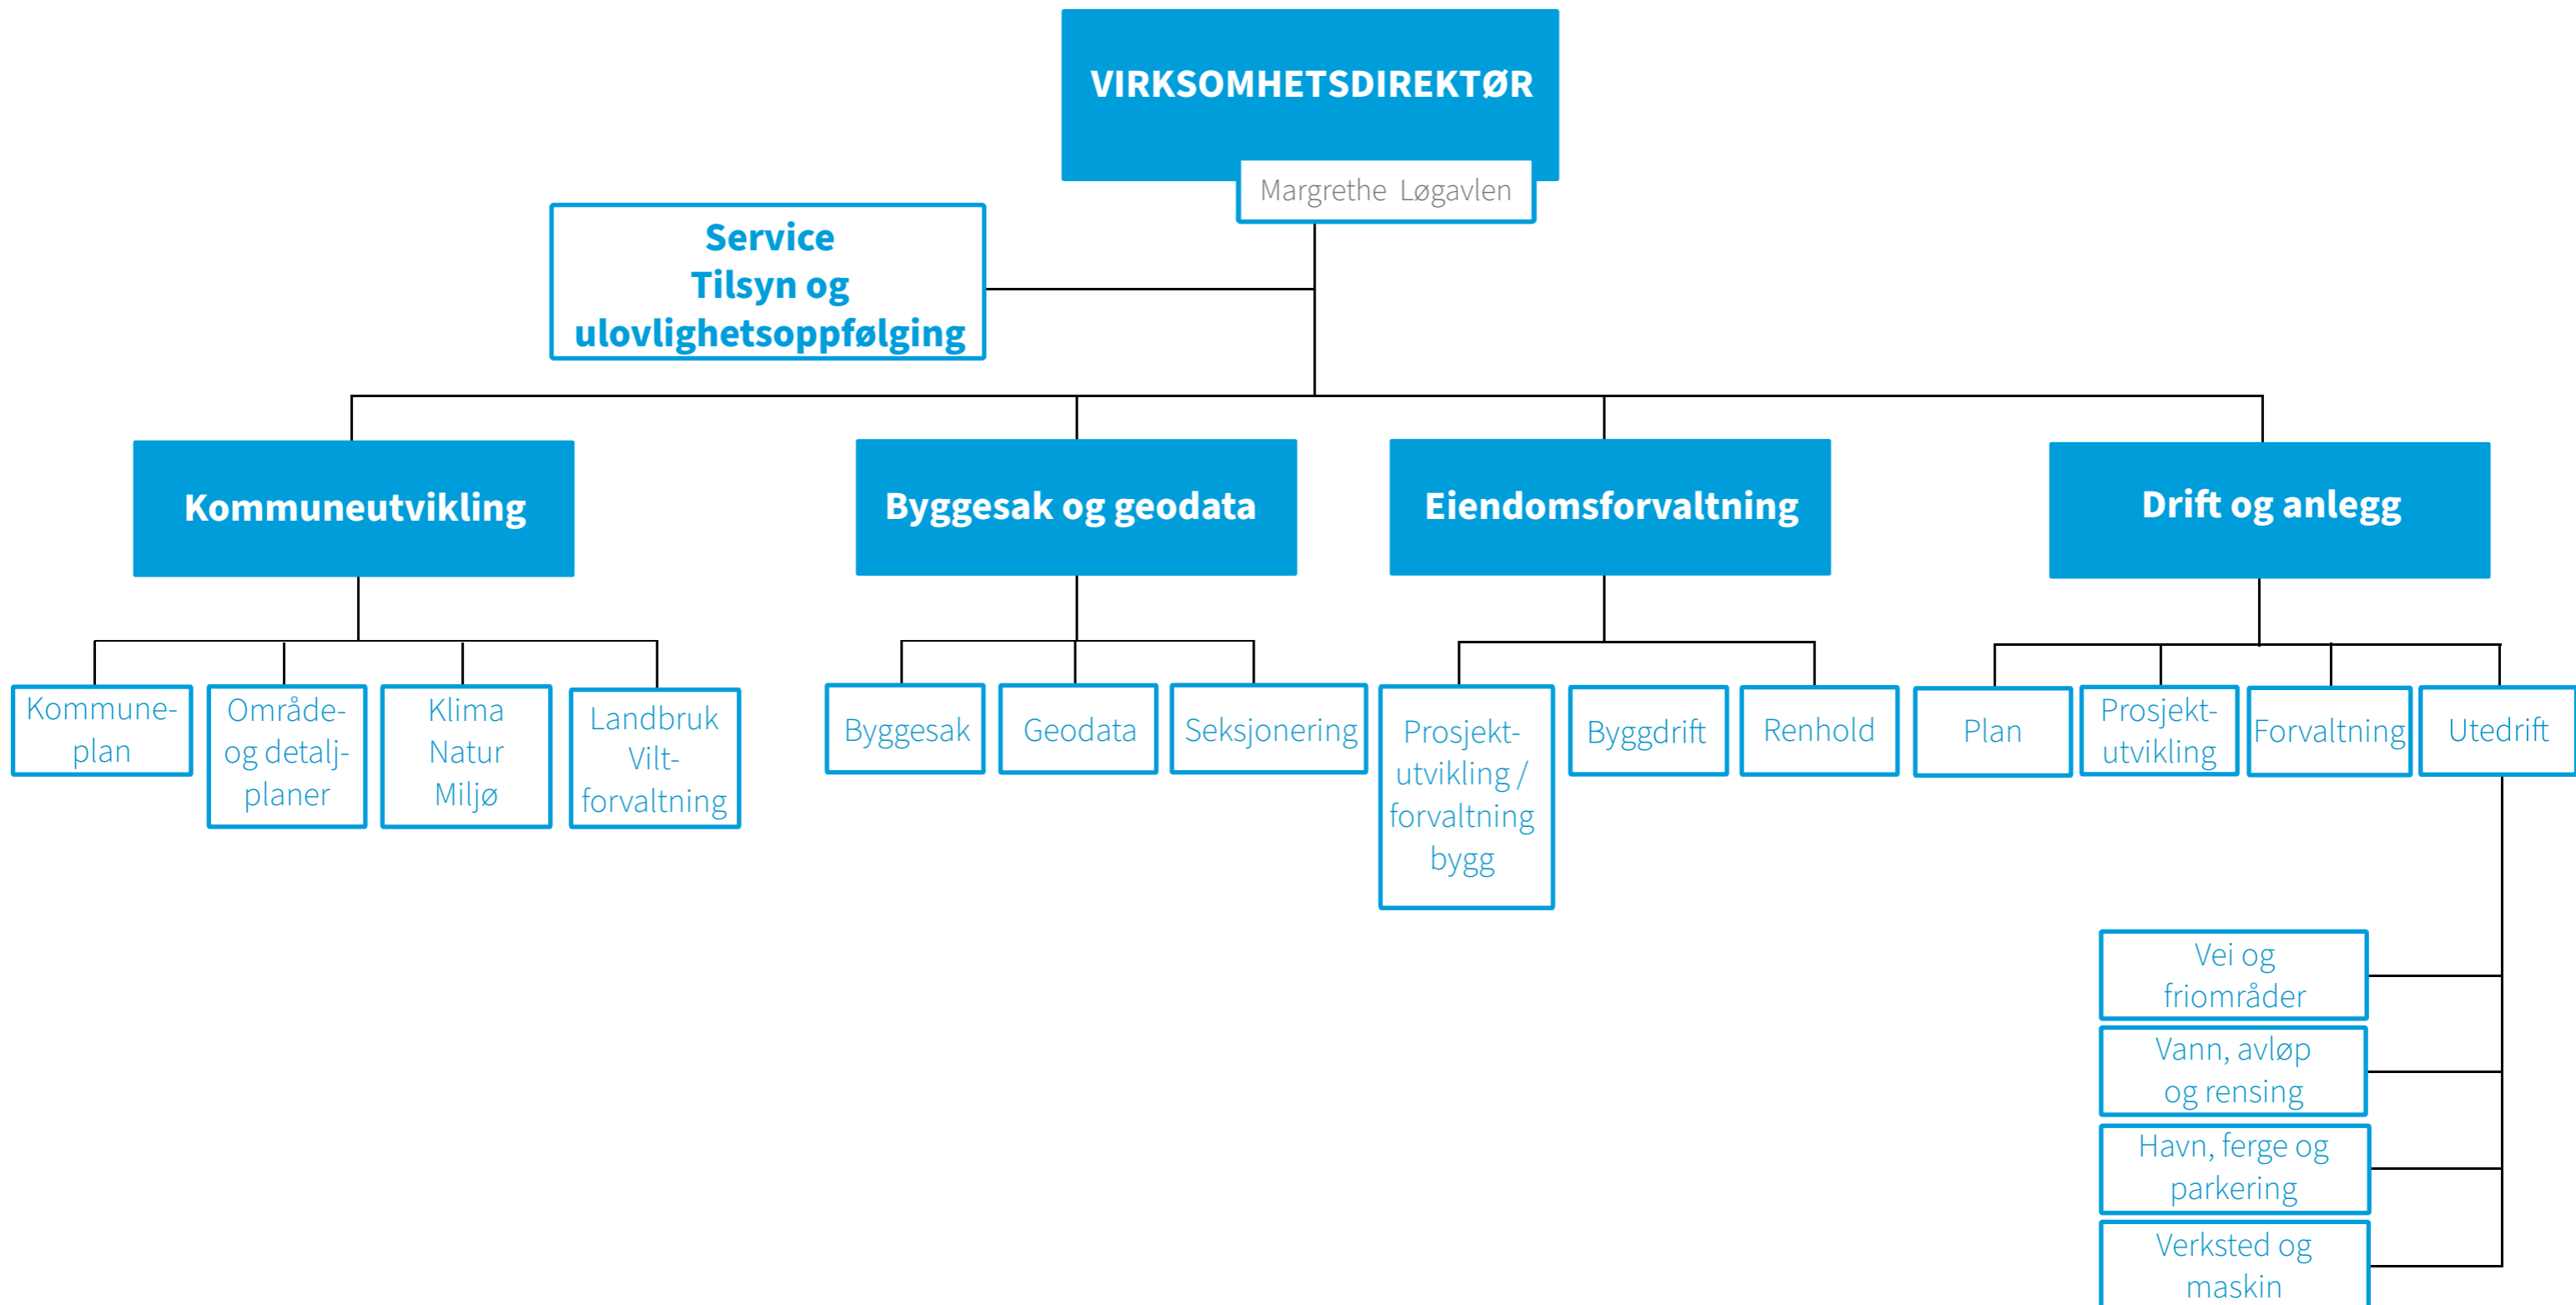 VIRKSOMHETSDIREKTØR
Margrethe Løgavlen
Service
Tilsyn og
ulovlighetsoppfølging
Kommuneutvikling
Byggesak og geodata
Eiendomsforvaltning
Drift og anlegg
Kommune-
plan
Område-
og detalj-
planer
Klima
Natur
Miljø
Landbruk
Vilt-
forvaltning
Byggesak
Geodata
Seksjonering
Prosjekt-
utvikling /
forvaltning
bygg
Byggdrift
Renhold
Plan
Prosjekt-
utvikling
Forvaltning
Utedrift
Vei og
friområder
Vann, avløp
og rensing
Havn, ferge og
parkering
Verksted og
maskin